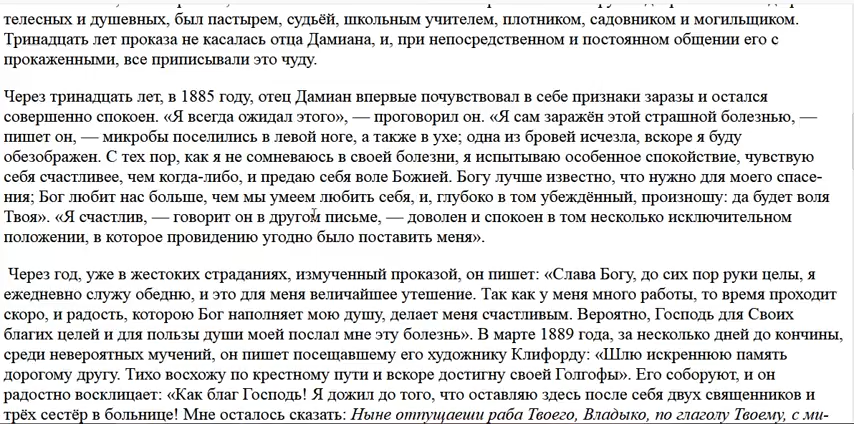 телесных и душевных, был пастырем, судьёй, школьным учителем, плотником, садовником и могильщиком.
Тринадцать лет проказа не касалась отца Дамиана, и, при непосредственном и постоянном общении его с
прокаженными, все приписывали это чуду.
Через тринадцать лет, в 1885 году, отец Дамиан впервые почувствовал в себе признаки заразы и остался
совершенно спокоен. «Я всегда ожидал этого», — проговорил он. «Я сам заражён этой страшной болезнью, —
пишет он, — микробы поселились в левой ноге, а также в ухе; одна из бровей исчезла, вскоре я буду
обезображен. С тех пор, как я не сомневаюсь в своей болезни, я испытываю особенное спокойствие, чувствую
себя счастливее, чем когда-либо, и предаю себя воле Божией. Богу лучше известно, что нужно для моего спасе-
ния; Бог любит нас больше, чем мы умеем любить себя, и, глубоко в том убеждённый, произношу: да будет воля
Твоя». «Я счастлив, — говорит он в другом письме, — доволен и спокоен в том несколько исключительном
положении, в которое провидению угодно было поставить меня».
Через год, уже в жестоких страданиях, измученный проказой, он пишет: «Слава Богу, до сих пор руки целы, я
ежедневно служу обедню, и это для меня величайшее утешение. Так как у меня много работы, то время проходит
скоро, и радость, которою Бог наполняет мою душу, делает меня счастливым. Вероятно, Господь для Своих
благих целей и для пользы души моей послал мне эту болезнь». В марте 1889 года, за несколько дней до кончины,
среди невероятных мучений, он пишет посещавшему его художнику Клифорду: «Шлю искреннюю память
дорогому другу. Тихо восхожу по крестному пути и вскоре достигну своей Голгофы». Его соборуют, и он
радостно восклицает: «Как благ Господь! Я дожил до того, что оставляю здесь после себя двух священников и
трёх сестёр в больнице! Мне осталось сказать: Ныне отпущаеши раба Твоего, Владыко, по глаголу Твоему, с ми-